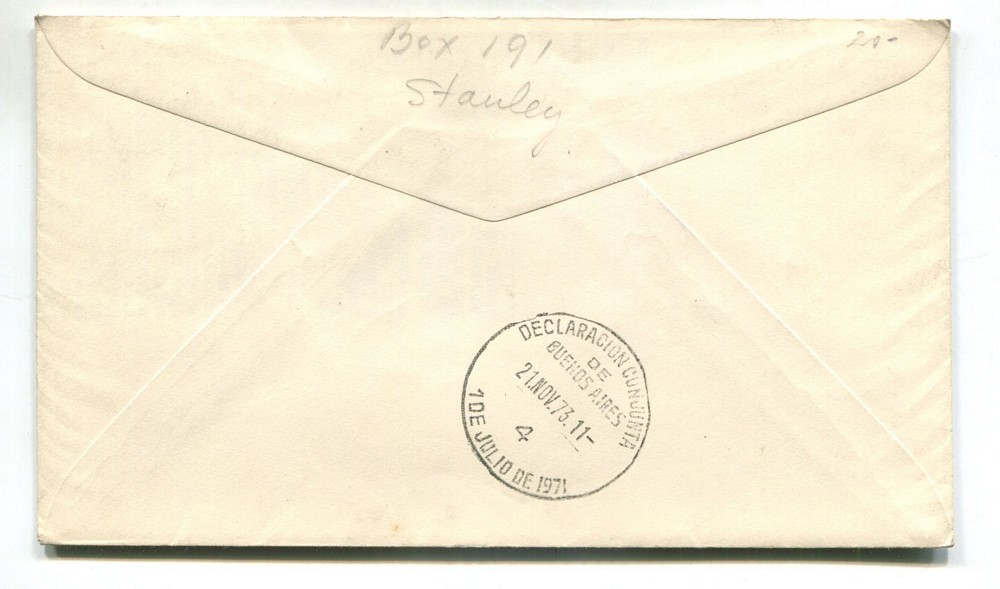 Box 191
Stanley
20-
DECLARACION CONJUNTA
DE
BUENOS AIRES
21.NOV.73.11-
4
1 DE JULIO DE 1971